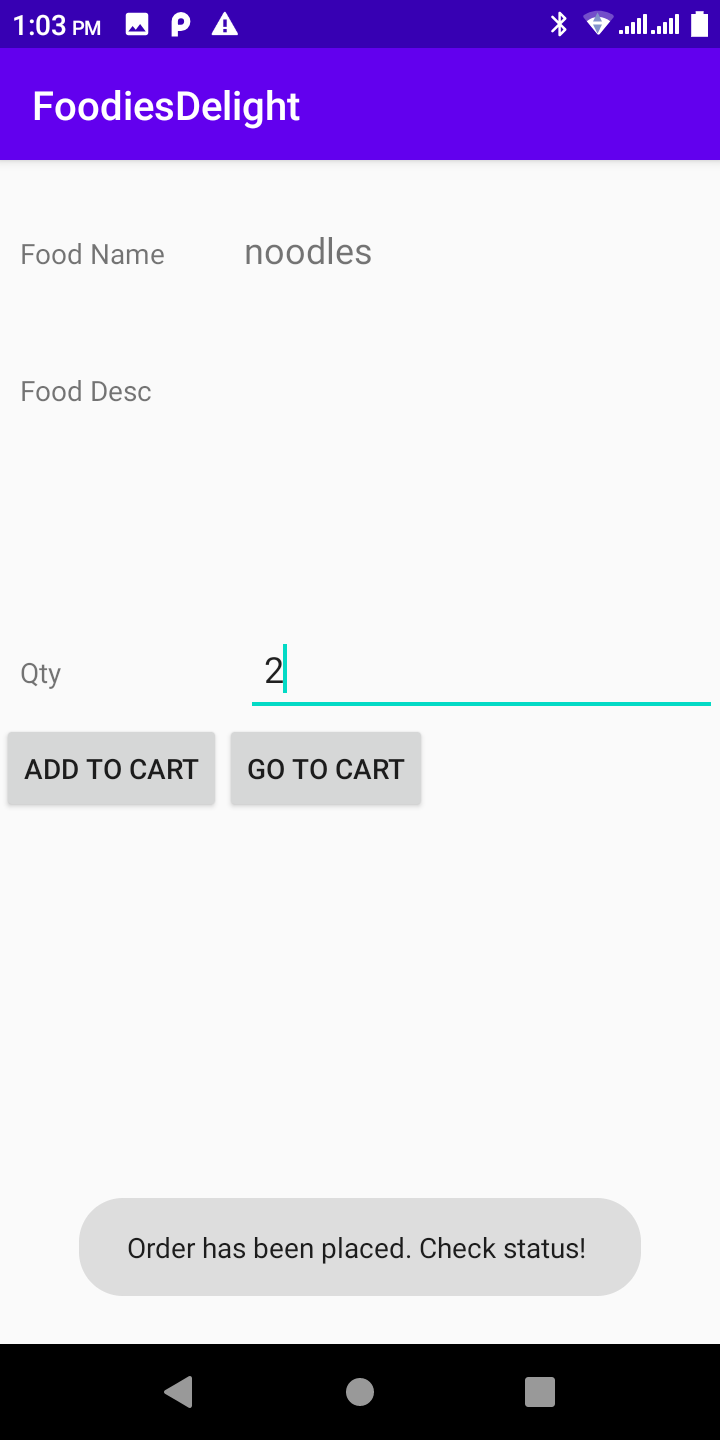 1:03 PM
FoodiesDelight
Food Name noodles
Food Desc
Qty 2
ADD TO CART GO TO CART
Order has been placed. Check status!